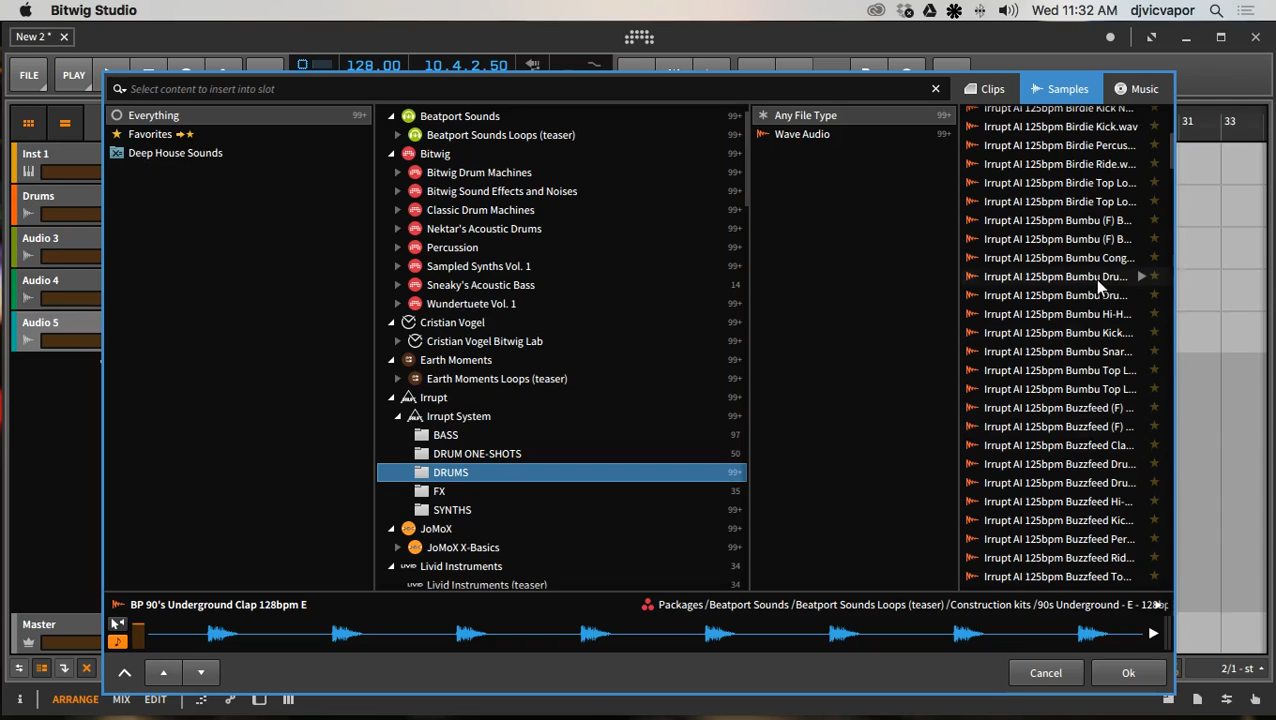 Bitwig Studio
Wed 11:32 AM djvicvapor
New 2 *
FILE
PLAY
128.00
10.4.2.50
Select content to insert into slot
Clips
Samples
Music
Everything 99+
Favorites
Deep House Sounds
Beatport Sounds 99+
Beatport Sounds Loops (teaser) 99+
Bitwig 99+
Bitwig Drum Machines 99+
Bitwig Sound Effects and Noises 99+
Classic Drum Machines 99+
Nektar's Acoustic Drums 99+
Percussion 99+
Sampled Synths Vol. 1 99+
Sneaky's Acoustic Bass 14
Wundertuete Vol. 1 99+
Cristian Vogel 99+
Cristian Vogel Bitwig Lab 99+
Earth Moments 99+
Earth Moments Loops (teaser) 99+
Irrupt 99+
Irrupt System 99+
BASS 97
DRUM ONE-SHOTS 50
DRUMS 99+
FX 35
SYNTHS 99+
JoMoX 99+
JoMoX X-Basics 99+
LIVID Livid Instruments 34
Livid Instruments (teaser) 34
Any File Type 99+
Wave Audio 99+
Irrupt AI 125bpm Birdie Kick N...
Irrupt AI 125bpm Birdie Kick.wav
Irrupt AI 125bpm Birdie Percus...
Irrupt AI 125bpm Birdie Ride.w...
Irrupt AI 125bpm Birdie Top Lo...
Irrupt AI 125bpm Birdie Top Lo...
Irrupt AI 125bpm Bumbu (F) B...
Irrupt AI 125bpm Bumbu (F) B...
Irrupt AI 125bpm Bumbu Cong...
Irrupt AI 125bpm Bumbu Dru...
Irrupt AI 125bpm Bumbu Dru...
Irrupt AI 125bpm Bumbu Hi-H...
Irrupt AI 125bpm Bumbu Kick....
Irrupt AI 125bpm Bumbu Snar...
Irrupt AI 125bpm Bumbu Top L...
Irrupt AI 125bpm Bumbu Top L...
Irrupt AI 125bpm Buzzfeed (F) ...
Irrupt AI 125bpm Buzzfeed (F) ...
Irrupt AI 125bpm Buzzfeed Cla...
Irrupt AI 125bpm Buzzfeed Dru...
Irrupt AI 125bpm Buzzfeed Dru...
Irrupt AI 125bpm Buzzfeed Hi-...
Irrupt AI 125bpm Buzzfeed Kic...
Irrupt AI 125bpm Buzzfeed Per...
Irrupt AI 125bpm Buzzfeed Rid...
Irrupt AI 125bpm Buzzfeed To...
31 33
Inst 1
Drums
Audio 3
Audio 4
Audio 5
Master
BP 90's Underground Clap 128bpm E
Packages /Beatport Sounds /Beatport Sounds Loops (teaser) /Construction kits /90s Underground - E - 128bp
Cancel
Ok
2/1 - st
i ARRANGE MIX EDIT